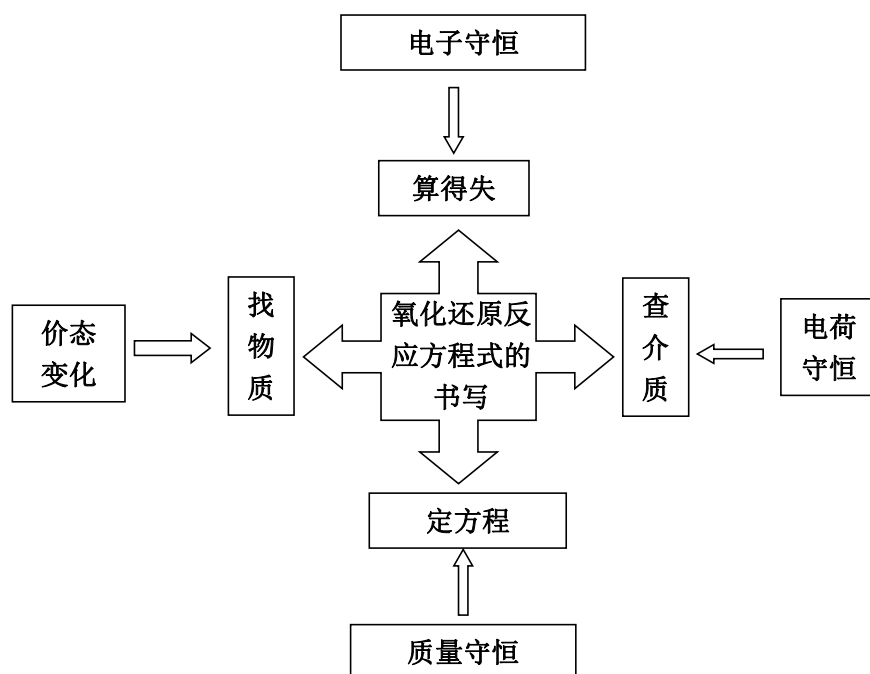 电子守恒
算得失
价态
变化
找
物
质
氧化还原反
应方程式的
书写
查
介
质
电荷
守恒
定方程
质量守恒